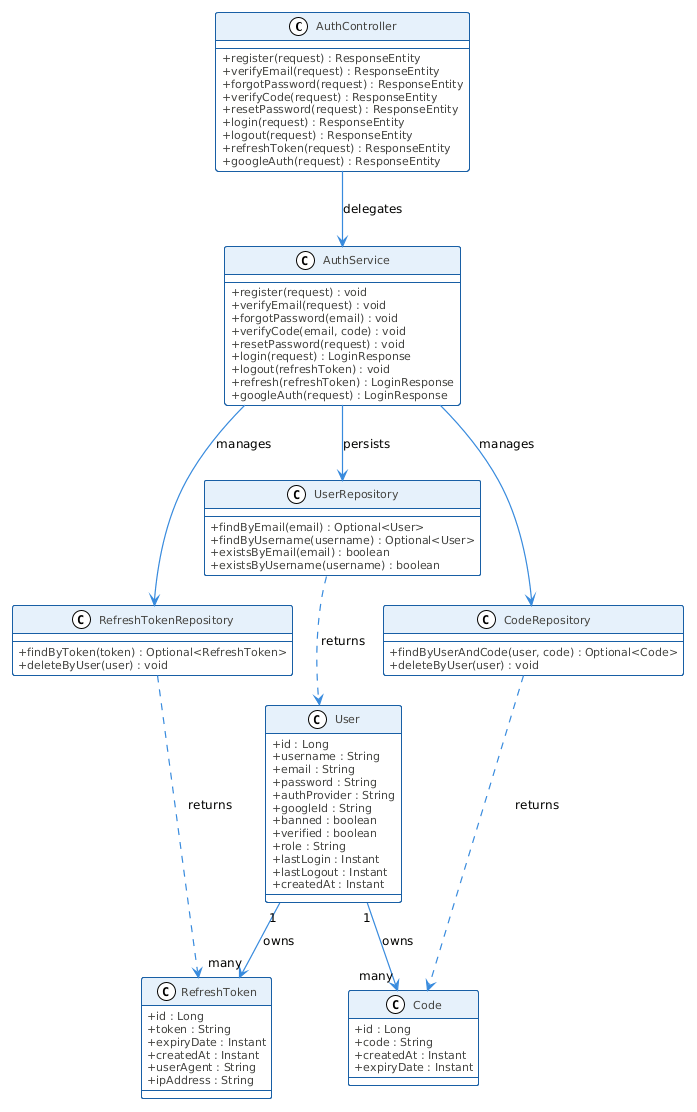 C AuthController
+register(request) : ResponseEntity
+verifyEmail(request) : ResponseEntity
+forgotPassword(request) : ResponseEntity
+verifyCode(request) : ResponseEntity
+resetPassword(request) : ResponseEntity
+login(request) : ResponseEntity
+logout(request) : ResponseEntity
+refreshToken(request) : ResponseEntity
+googleAuth(request) : ResponseEntity
delegates
C AuthService
+register(request) : void
+verifyEmail(request) : void
+forgotPassword(email) : void
+verifyCode(email, code) : void
+resetPassword(request) : void
+login(request) : LoginResponse
+logout(refreshToken) : void
+refresh(refreshToken) : LoginResponse
+googleAuth(request) : LoginResponse
manages
persists
manages
C UserRepository
+findByEmail(email) : Optional<User>
+findByUsername(username) : Optional<User>
+existsByEmail(email) : boolean
+existsByUsername(username) : boolean
C RefreshTokenRepository
+findByToken(token) : Optional<RefreshToken>
+deleteByUser(user) : void
C CodeRepository
+findByUserAndCode(user, code) : Optional<Code>
+deleteByUser(user) : void
returns
C User
+id : Long
+username : String
+email : String
+password : String
+authProvider : String
+googleId : String
+banned : boolean
+verified : boolean
+role : String
+lastLogin : Instant
+lastLogout : Instant
+createdAt : Instant
returns
returns
1
owns
many
1
owns
many
C RefreshToken
+id : Long
+token : String
+expiryDate : Instant
+createdAt : Instant
+userAgent : String
+ipAddress : String
C Code
+id : Long
+code : String
+createdAt : Instant
+expiryDate : Instant